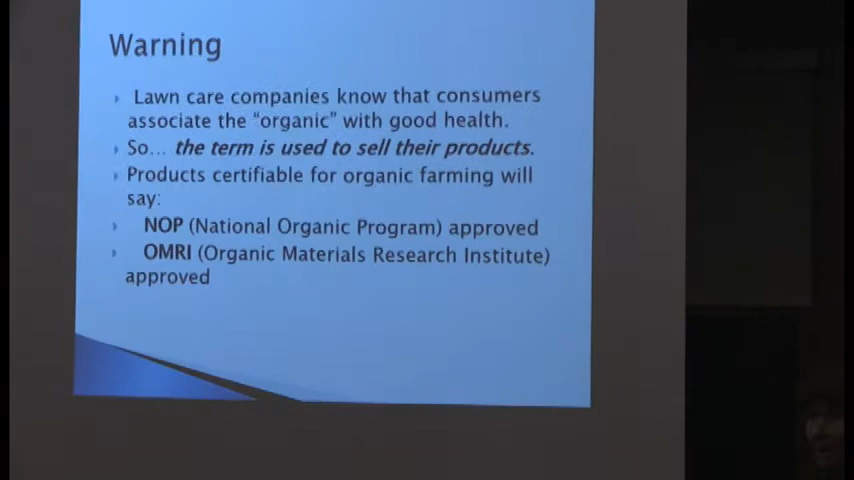 Warning
Lawn care companies know that consumers
associate the “organic” with good health.
So... the term is used to sell their products.
Products certifiable for organic farming will
say:
NOP (National Organic Program) approved
OMRI (Organic Materials Research Institute)
approved